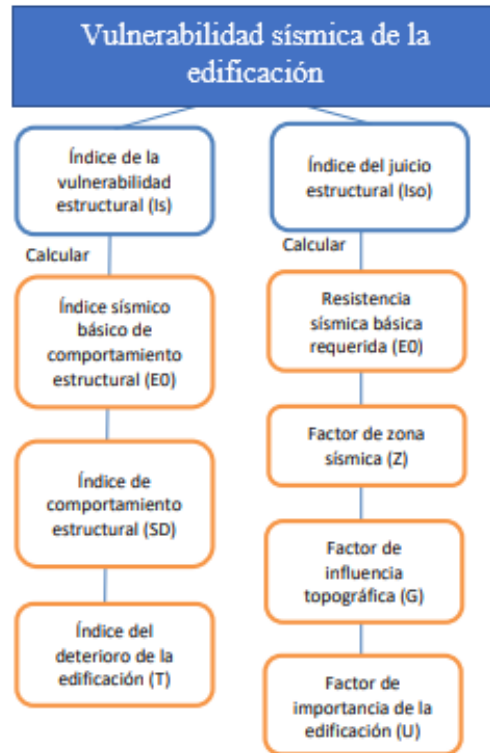 Vulnerabilidad sísmica de la
edificación
Índice de la
vulnerabilidad
estructural (Is)
Calcular
Índice sísmico
básico de
comportamiento
estructural (E0)
Índice de
comportamiento
estructural (SD)
Índice del
deterioro de la
edificación (T)
Índice del juicio
estructural (Iso)
Calcular
Resistencia
sísmica básica
requerida (E0)
Factor de zona
sísmica (Z)
Factor de
influencia
topográfica (G)
Factor de
importancia de la
edificación (U)